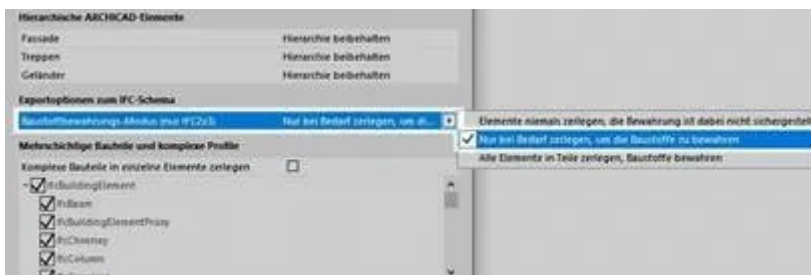 Hierarchische ARCHICAD-Elemente
Fassade Hierarchie beibehalten
Treppen Hierarchie beibehalten
Geländer Hierarchie beibehalten
Exportoptionen zum IFC-Schema
Baustoffbewahrungs-Modus (nur IFC2x3) Nur bei Bedarf zerlegen, um di...
Elemente niemals zerlegen, die Bewahrung ist dabei nicht sichergestellt
Nur bei Bedarf zerlegen, um die Baustoffe zu bewahren
Alle Elemente in Teile zerlegen, Baustoffe bewahren
Mehrschichtige Bauteile und komplexe Profile
Komplexe Bauteile in einzelne Elemente zerlegen
IfcBuildingElement
IfcBeam
IfcBuildingElementProxy
IfcChimney
IfcColumn